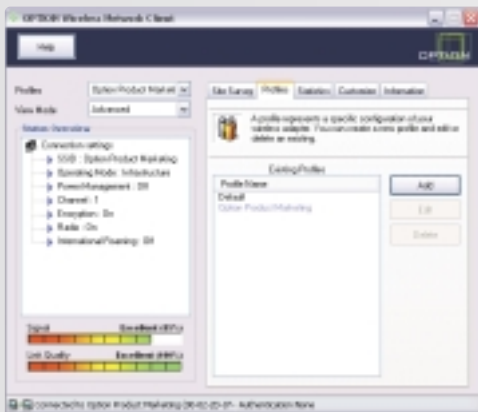 OPTION Wireless Network Client
Help
OPTION
Profiles
Option Product Market
View Mode
Advanced
Status Overview
Connection settings
SSID : Option Product Marketing
Operating Mode : Infrastructure
Power Management : Off
Channel : 1
Encryption : On
Radio : On
International Roaming : Off
Signal
Excellent
Link Quality
Excellent
Site Survey
Profiles
Statistics
Customize
Information
A profile represents a specific configuration of your
wireless adapter. You can create a new profile and edit or
delete an existing.
Existing Profiles
Profile Name
Default
Option Product Marketing
Add
Edit
Delete
Connected to Option Product Marketing Authentication None